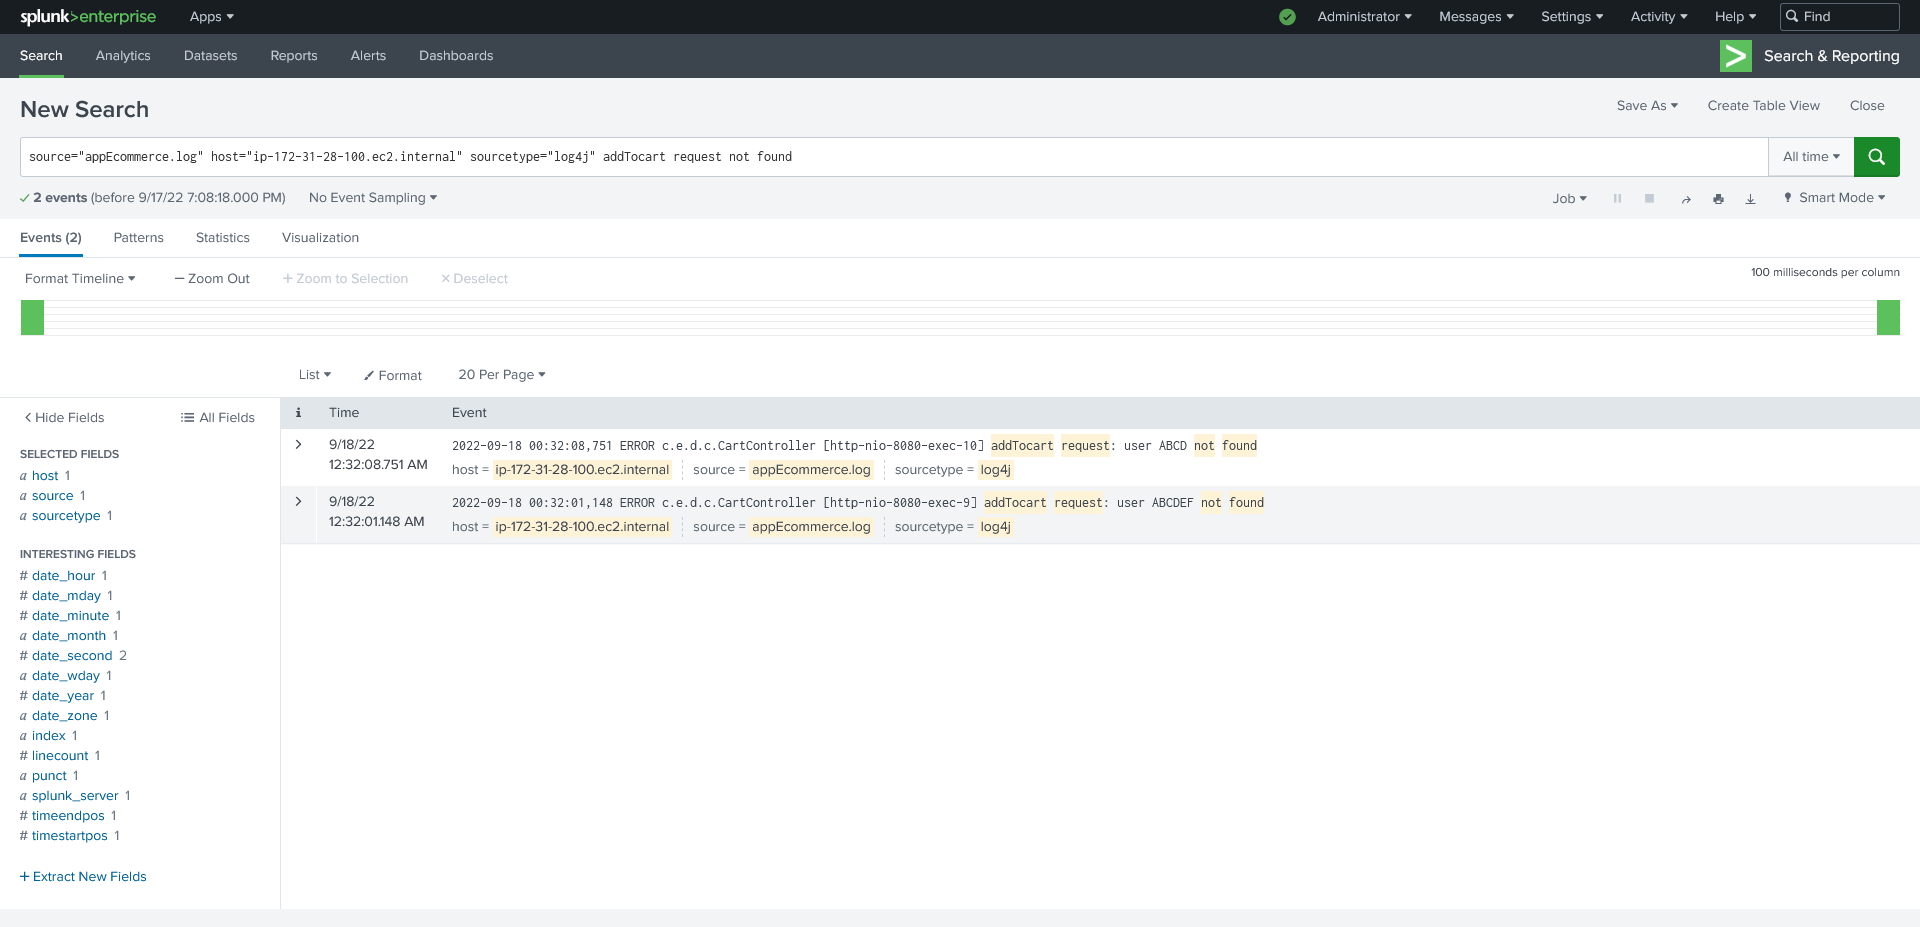 splunk>enterprise Apps Administrator Messages Settings Activity Help Find
Search Analytics Datasets Reports Alerts Dashboards Search & Reporting
New Search Save As Create Table View Close
source="appEcommerce.log" host="ip-172-31-28-100.ec2.internal" sourcetype="log4j" addTocart request not found All time
2 events (before 9/17/22 7:08:18.000 PM) No Event Sampling Job Smart Mode
Events (2) Patterns Statistics Visualization
Format Timeline — Zoom Out + Zoom to Selection × Deselect 100 milliseconds per column
List Format 20 Per Page
< Hide Fields All Fields
SELECTED FIELDS
a host 1
a source 1
a sourcetype 1
INTERESTING FIELDS
# date_hour 1
# date_mday 1
# date_minute 1
a date_month 1
# date_second 2
a date_wday 1
# date_year 1
a date_zone 1
a index 1
# linecount 1
a punct 1
a splunk_server 1
# timeendpos 1
# timestartpos 1
+ Extract New Fields
i Time Event
> 9/18/22 12:32:08.751 AM
2022-09-18 00:32:08,751 ERROR c.e.d.c.CartController [http-nio-8080-exec-10] addTocart request: user ABCD not found
host = ip-172-31-28-100.ec2.internal source = appEcommerce.log sourcetype = log4j
> 9/18/22 12:32:01.148 AM
2022-09-18 00:32:01,148 ERROR c.e.d.c.CartController [http-nio-8080-exec-9] addTocart request: user ABCDEF not found
host = ip-172-31-28-100.ec2.internal source = appEcommerce.log sourcetype = log4j